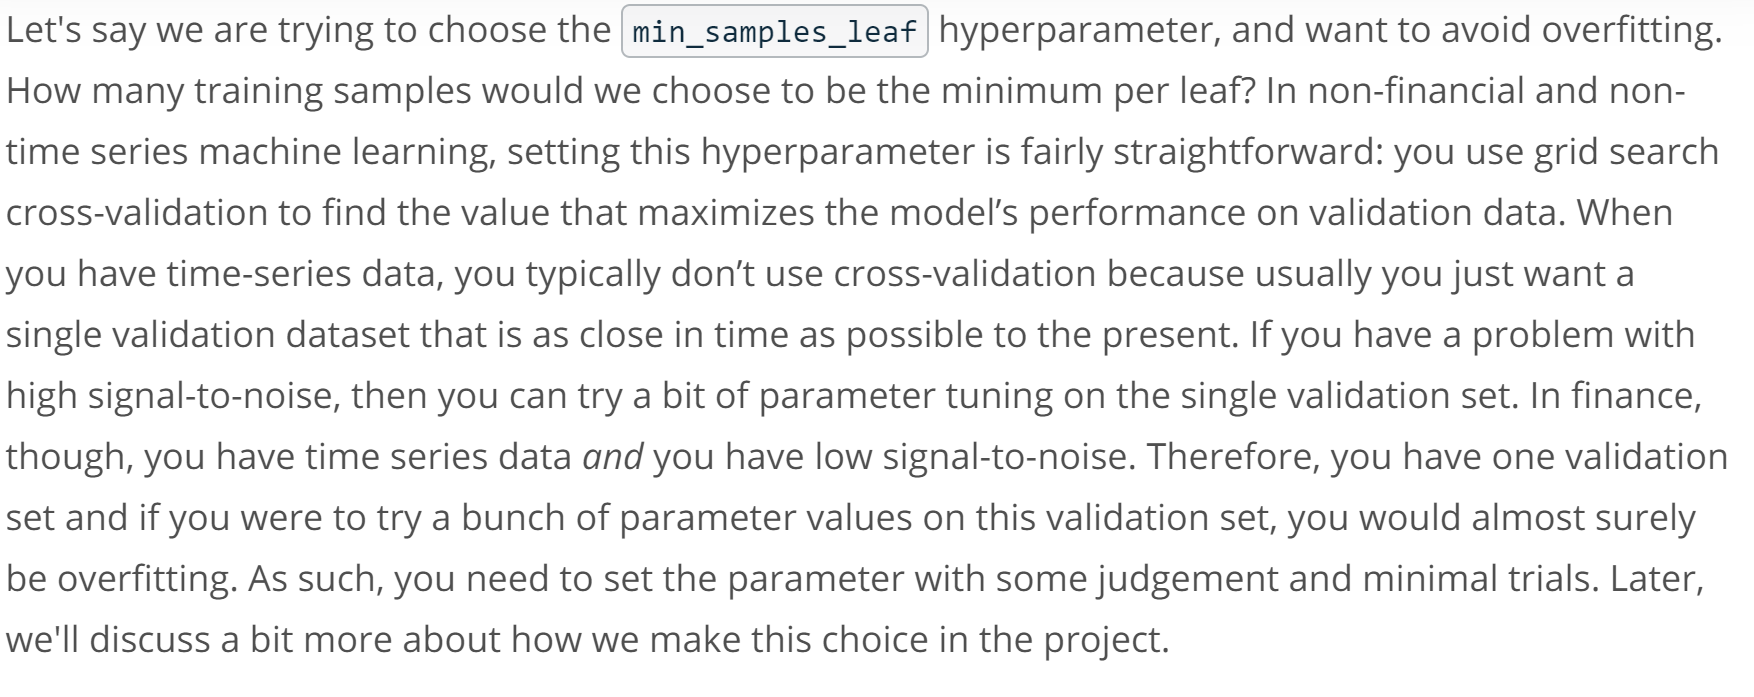 Let's say we are trying to choose the min_samples_leaf hyperparameter, and want to avoid overfitting.
How many training samples would we choose to be the minimum per leaf? In non-financial and non-
time series machine learning, setting this hyperparameter is fairly straightforward: you use grid search
cross-validation to find the value that maximizes the model’s performance on validation data. When
you have time-series data, you typically don’t use cross-validation because usually you just want a
single validation dataset that is as close in time as possible to the present. If you have a problem with
high signal-to-noise, then you can try a bit of parameter tuning on the single validation set. In finance,
though, you have time series data and you have low signal-to-noise. Therefore, you have one validation
set and if you were to try a bunch of parameter values on this validation set, you would almost surely
be overfitting. As such, you need to set the parameter with some judgement and minimal trials. Later,
we'll discuss a bit more about how we make this choice in the project.